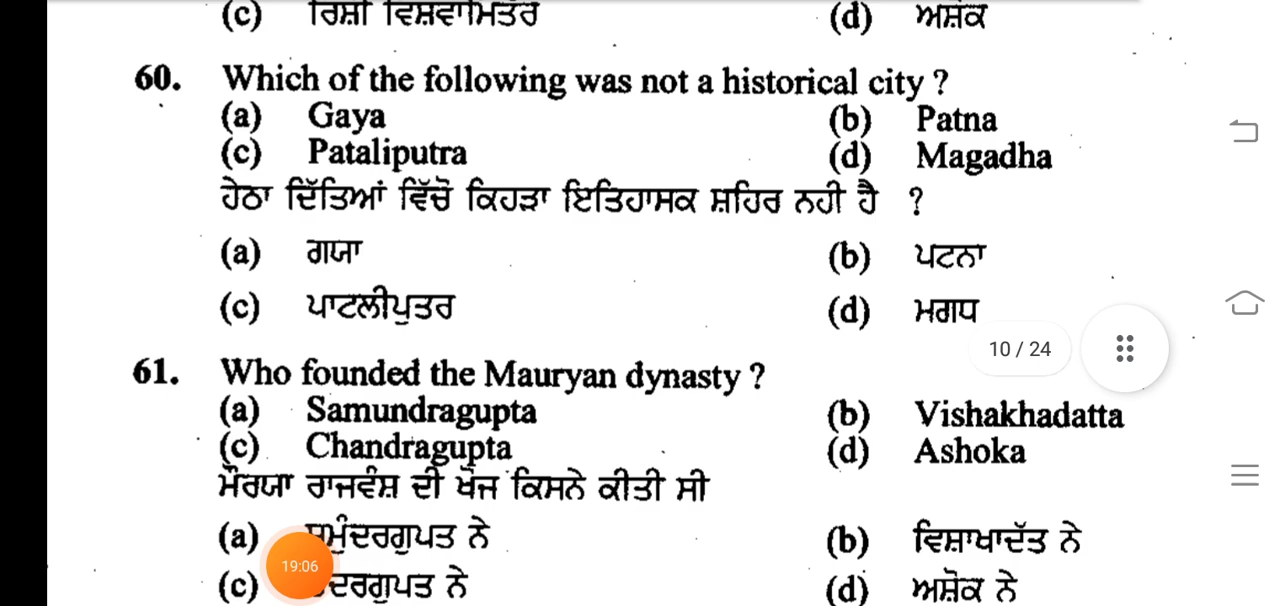 (c) ਰਿਸ਼ੀ ਵਿਸ਼ਵਾਮਿਤਰ (d) ਅਸ਼ੋਕ
60. Which of the following was not a historical city ?
(a) Gaya (b) Patna
(c) Pataliputra (d) Magadha
ਹੇਠਾ ਦਿੱਤਿਆਂ ਵਿੱਚੋ ਕਿਹੜਾ ਇਤਿਹਾਸਕ ਸ਼ਹਿਰ ਨਹੀ ਹੈ ?
(a) ਗਯਾ (b) ਪਟਨਾ
(c) ਪਾਟਲੀਪੁਤਰ (d) ਮਗਧ
10 / 24
61. Who founded the Mauryan dynasty ?
(a) Samundragupta (b) Vishakhadatta
(c) Chandragupta (d) Ashoka
ਮੌਰਯਾ ਰਾਜਵੰਸ਼ ਦੀ ਖੋਜ ਕਿਸਨੇ ਕੀਤੀ ਸੀ
(a) ਸਮੁੰਦਰਗੁਪਤ ਨੇ (b) ਵਿਸ਼ਾਖਾਦੱਤ ਨੇ
19:06
(c) ਦਰਗੁਪਤ ਨੇ (d) ਅਸ਼ੋਕ ਨੇ